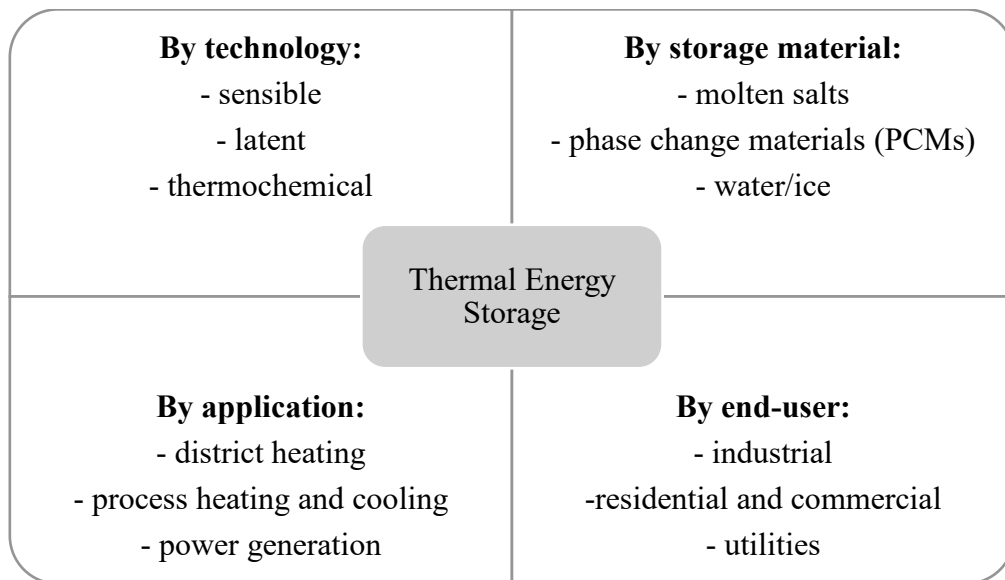 By technology:
- sensible
- latent
- thermochemical
By storage material:
- molten salts
- phase change materials (PCMs)
- water/ice
Thermal Energy
Storage
By application:
- district heating
- process heating and cooling
- power generation
By end-user:
- industrial
-residential and commercial
- utilities